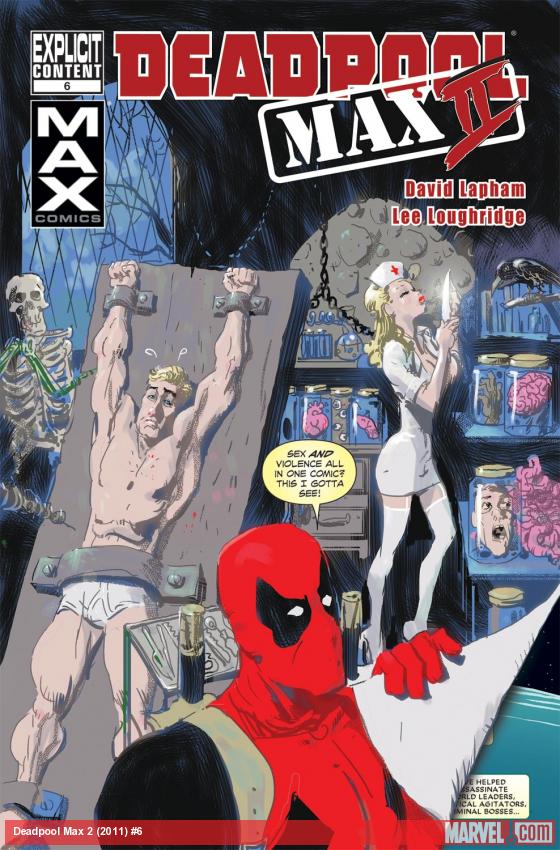 EXPLICIT
CONTENT
6
MAX
COMICS
DEADPOOL
MAX II
David Lapham
Lee Loughridge
SEX AND
VIOLENCE ALL
IN ONE COMIC?
THIS I GOTTA
SEE!
HELPED
LEADERS,
AGITATORS,
BOSSES...
Deadpool Max 2 (2011) #6
MARVEL.com